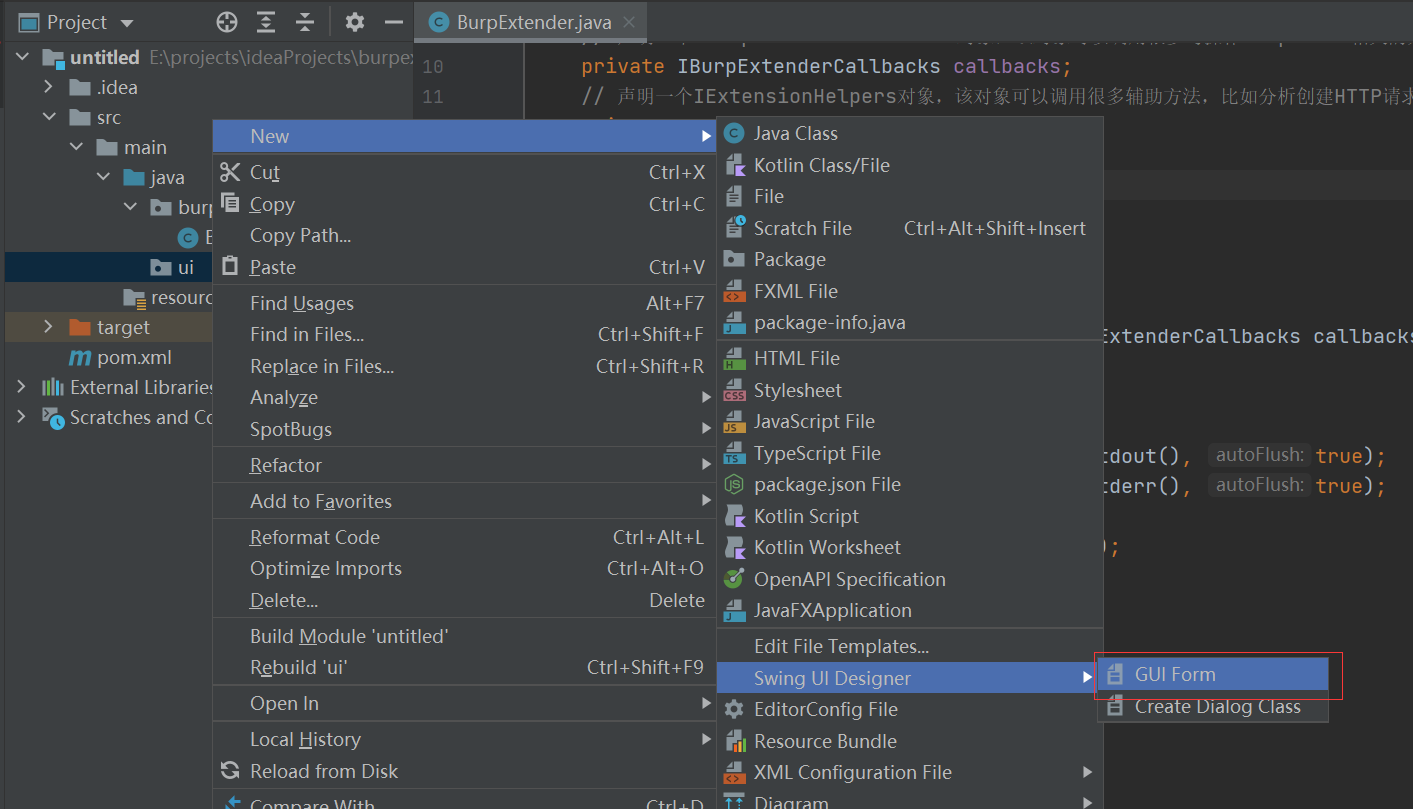 Project
BurpExtender.java
untitled E:\projects\ideaProjects\burpex
.idea
src
main
java
burp
ui
target
pom.xml
External Libraries
Scratches and Co
10
private IBurpExtenderCallbacks callbacks;
11
// 声明一个IExtensionHelpers对象，该对象可以调用很多辅助方法，比如分析创建HTTP请求
New
Cut Ctrl+X
Copy Ctrl+C
Copy Path...
Paste Ctrl+V
Find Usages Alt+F7
Find in Files... Ctrl+Shift+F
Replace in Files... Ctrl+Shift+R
Analyze
SpotBugs
Refactor
Add to Favorites
Reformat Code Ctrl+Alt+L
Optimize Imports Ctrl+Alt+O
Delete... Delete
Build Module 'untitled'
Rebuild 'ui' Ctrl+Shift+F9
Open In
Local History
Reload from Disk
Compare With Ctrl+D
Java Class
Kotlin Class/File
File
Scratch File Ctrl+Alt+Shift+Insert
Package
FXML File
package-info.java
HTML File
Stylesheet
JavaScript File
TypeScript File
package.json File
Kotlin Script
Kotlin Worksheet
OpenAPI Specification
JavaFXApplication
Edit File Templates...
Swing UI Designer
EditorConfig File
Resource Bundle
XML Configuration File
Diagram
GUI Form
Create Dialog Class
ExtenderCallbacks callbacks
tdout(), autoFlush: true);
tderr(), autoFlush: true);
);